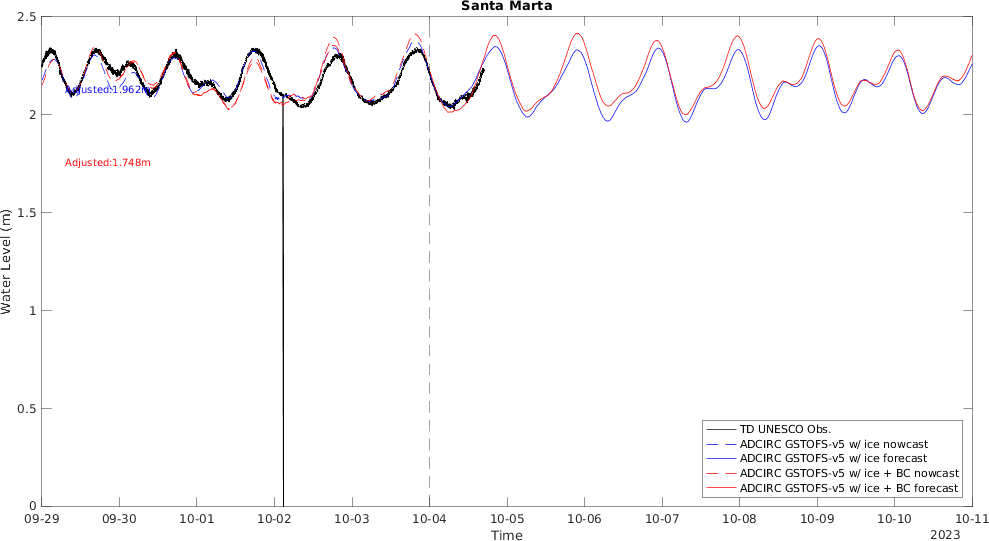 Santa Marta
2.5
2
1.5
1
0.5
0
Water Level (m)
Adjusted:1.962m
Adjusted:1.748m
TD UNESCO Obs.
ADCIRC GSTOFS-v5 w/ ice nowcast
ADCIRC GSTOFS-v5 w/ ice forecast
ADCIRC GSTOFS-v5 w/ ice + BC nowcast
ADCIRC GSTOFS-v5 w/ ice + BC forecast
09-29 09-30 10-01 10-02 10-03 10-04 10-05 10-06 10-07 10-08 10-09 10-10 10-11
Time
2023